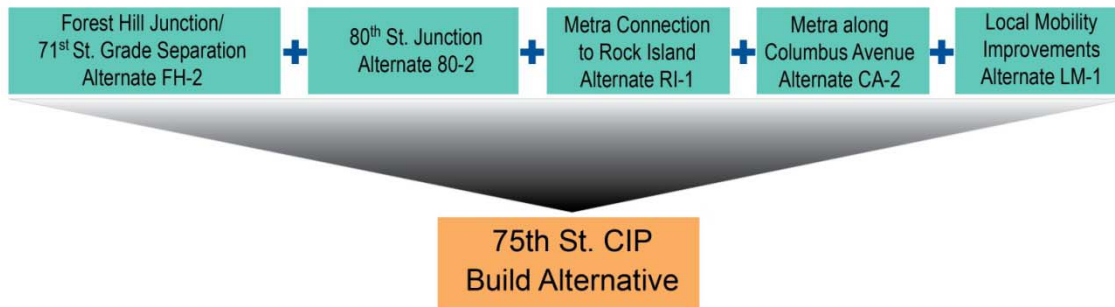 Forest Hill Junction/
71st St. Grade Separation
Alternate FH-2
+
80th St. Junction
Alternate 80-2
+
Metra Connection
to Rock Island
Alternate RI-1
+
Metra along
Columbus Avenue
Alternate CA-2
+
Local Mobility
Improvements
Alternate LM-1
75th St. CIP
Build Alternative